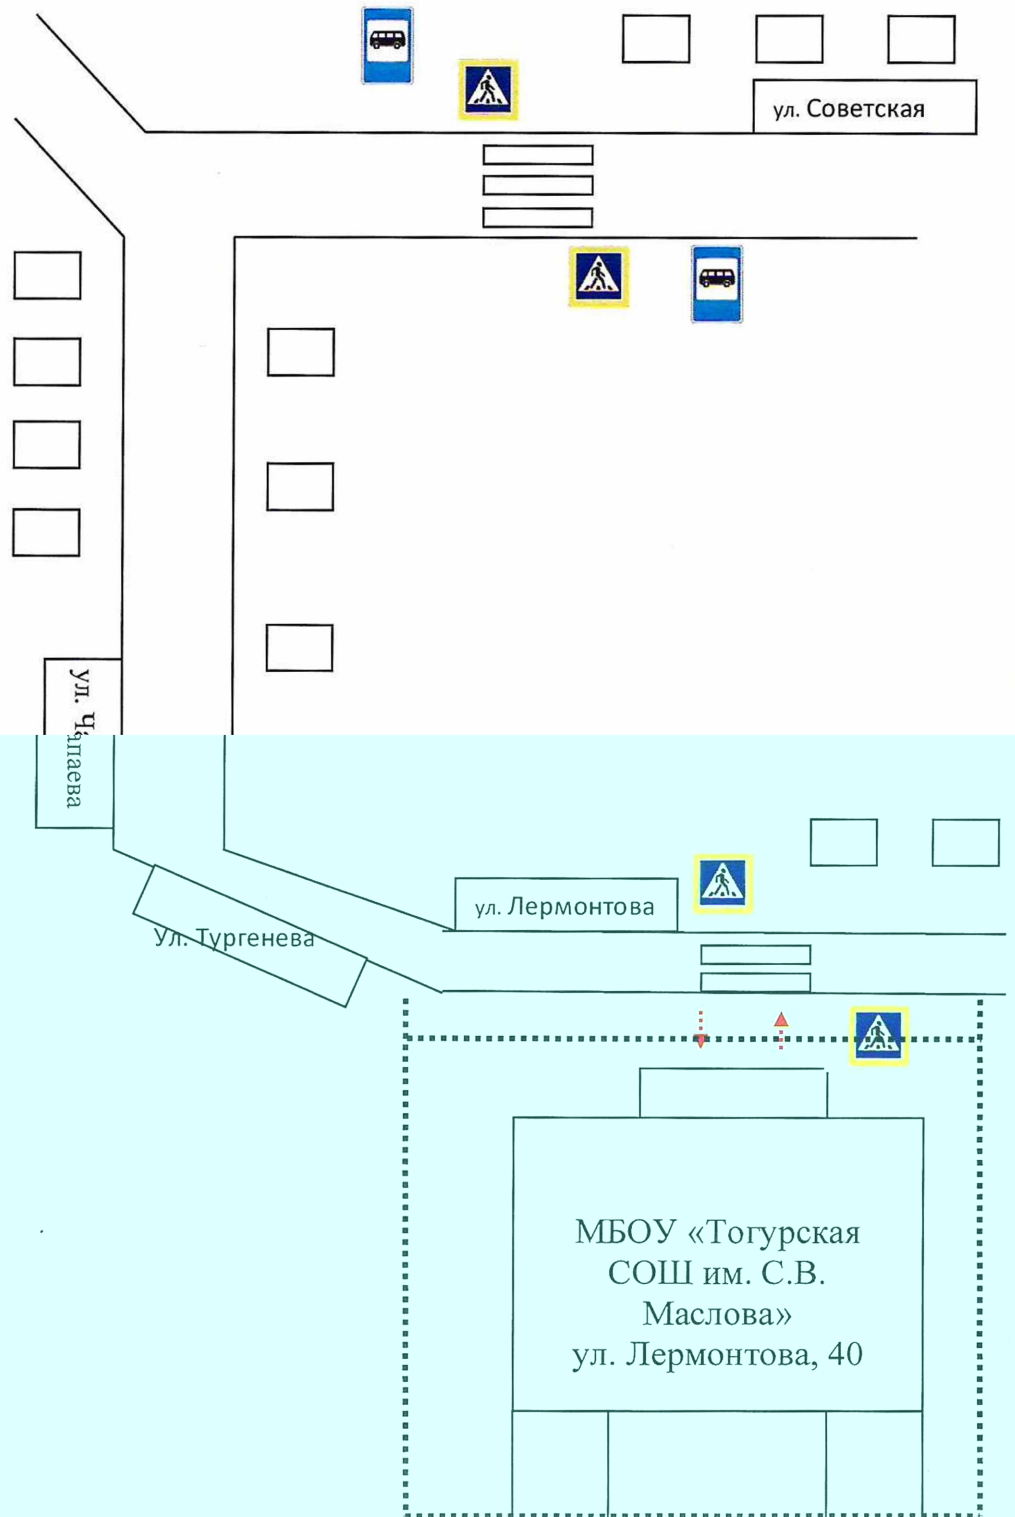 ул. Советская
ул. Чапаева
ул. Лермонтова
Ул. Тургенева
МБОУ «Тогурская
СОШ им. С.В.
Маслова»
ул. Лермонтова, 40